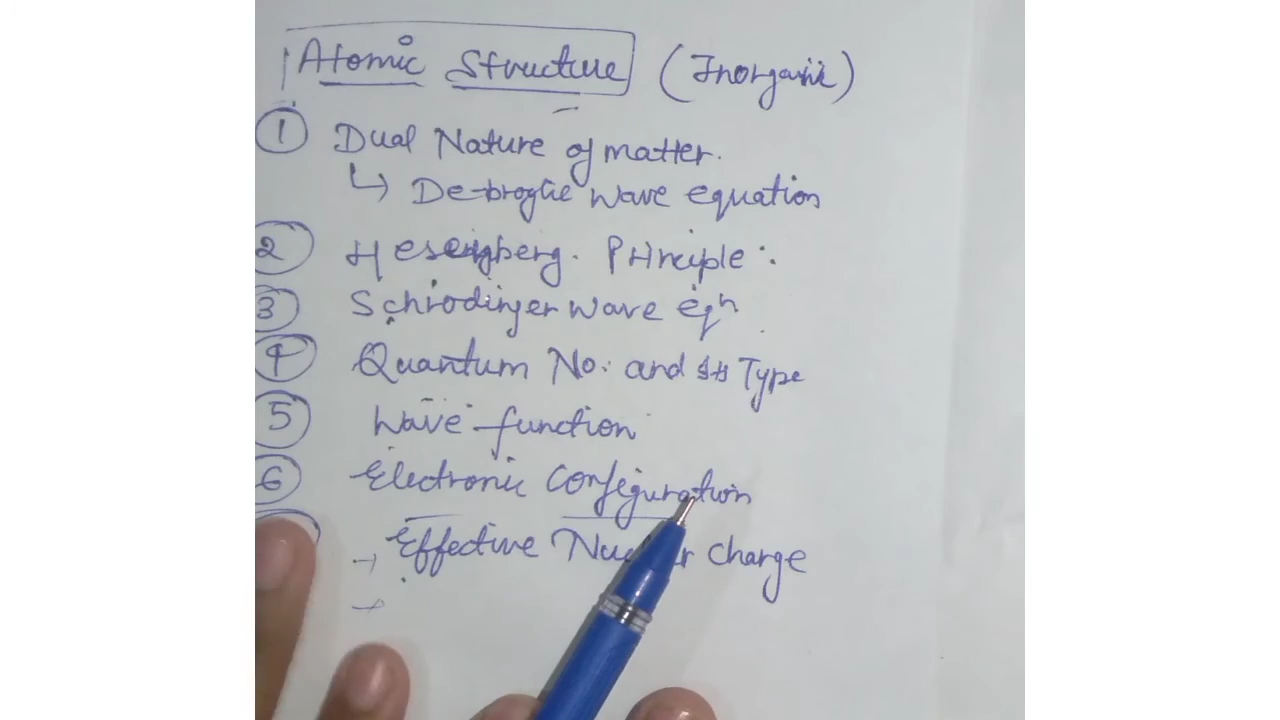 Atomic Structure (Inorganic)
① Dual Nature of matter.
↳ De-broglie wave equation
② Heseingberg. Principle :
③ Schrodinger wave eqn
④ Quantum No. and its Type
⑤ Wave function
⑥ Electronic Configuration
→ Effective Nuclear Charge
→